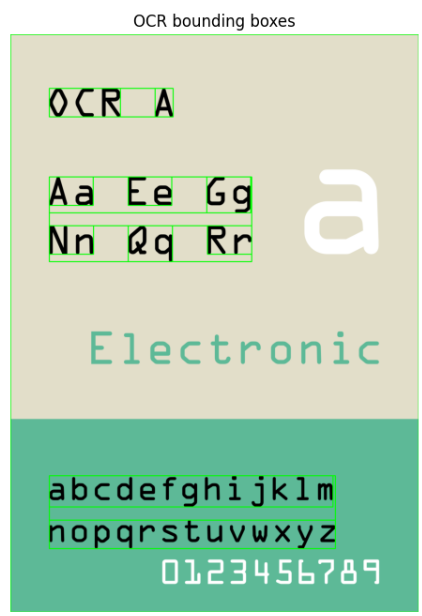 OCR bounding boxes
OCR A
Aa Ee Gg
Nn Qq Rr
a
Electronic
abcdefghijklm
nopqrstuvwxyz
0123456789